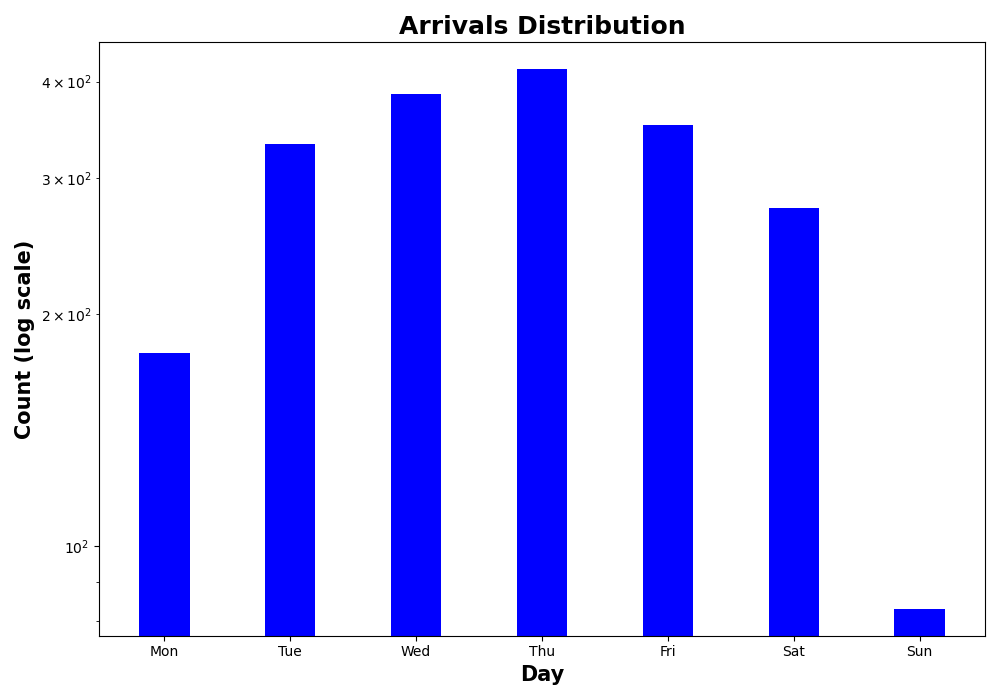 Arrivals Distribution
Count (log scale)
4 × 10²
3 × 10²
2 × 10²
10²
Mon Tue Wed Thu Fri Sat Sun
Day